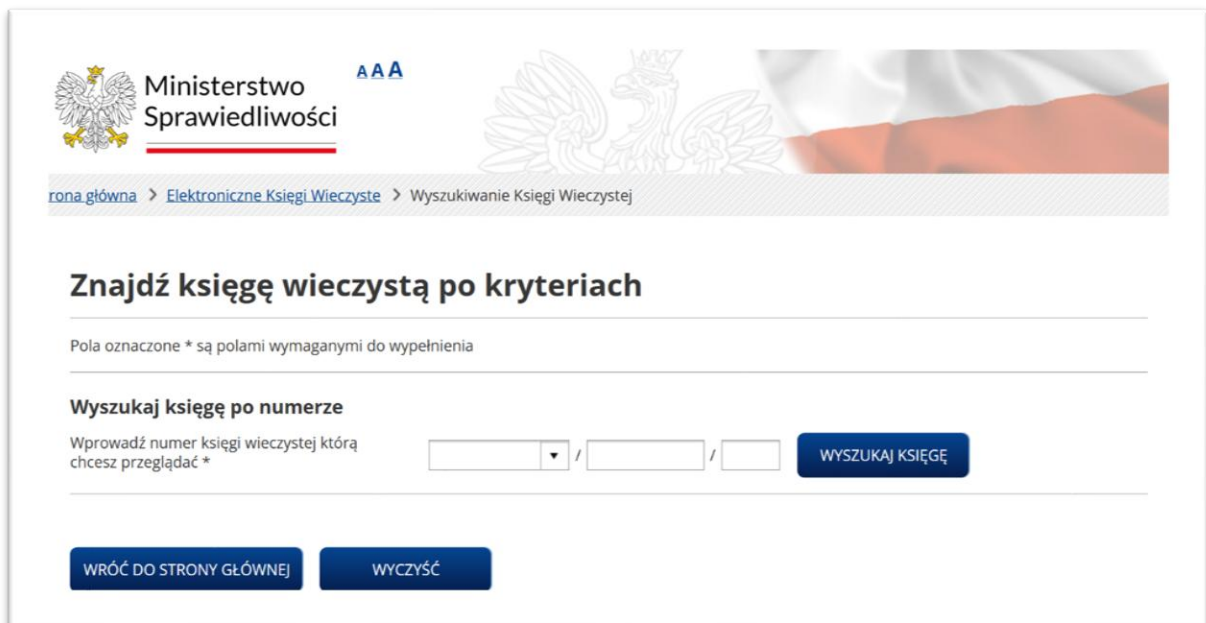 Ministerstwo
Sprawiedliwości
A A A
rona główna > Elektroniczne Księgi Wieczyste > Wyszukiwanie Księgi Wieczystej
Znajdź księgę wieczystą po kryteriach
Pola oznaczone * są polami wymaganymi do wypełnienia
Wyszukaj księgę po numerze
Wprowadź numer księgi wieczystej którą
chcesz przeglądać *
/ / WYSZUKAJ KSIĘGĘ
WRÓĆ DO STRONY GŁÓWNEJ WYCZYŚĆ